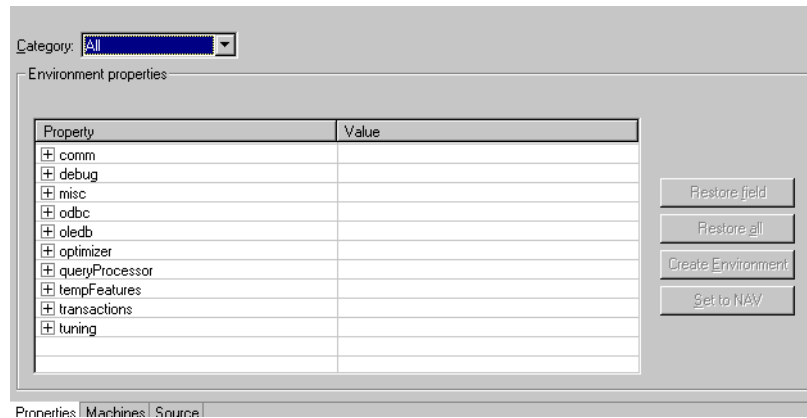 Category: All
Environment properties
Property Value
comm
debug
misc
odbc
oledb
optimizer
queryProcessor
tempFeatures
transactions
tuning
Restore field
Restore all
Create Environment
Set to NAV
Properties Machines Source